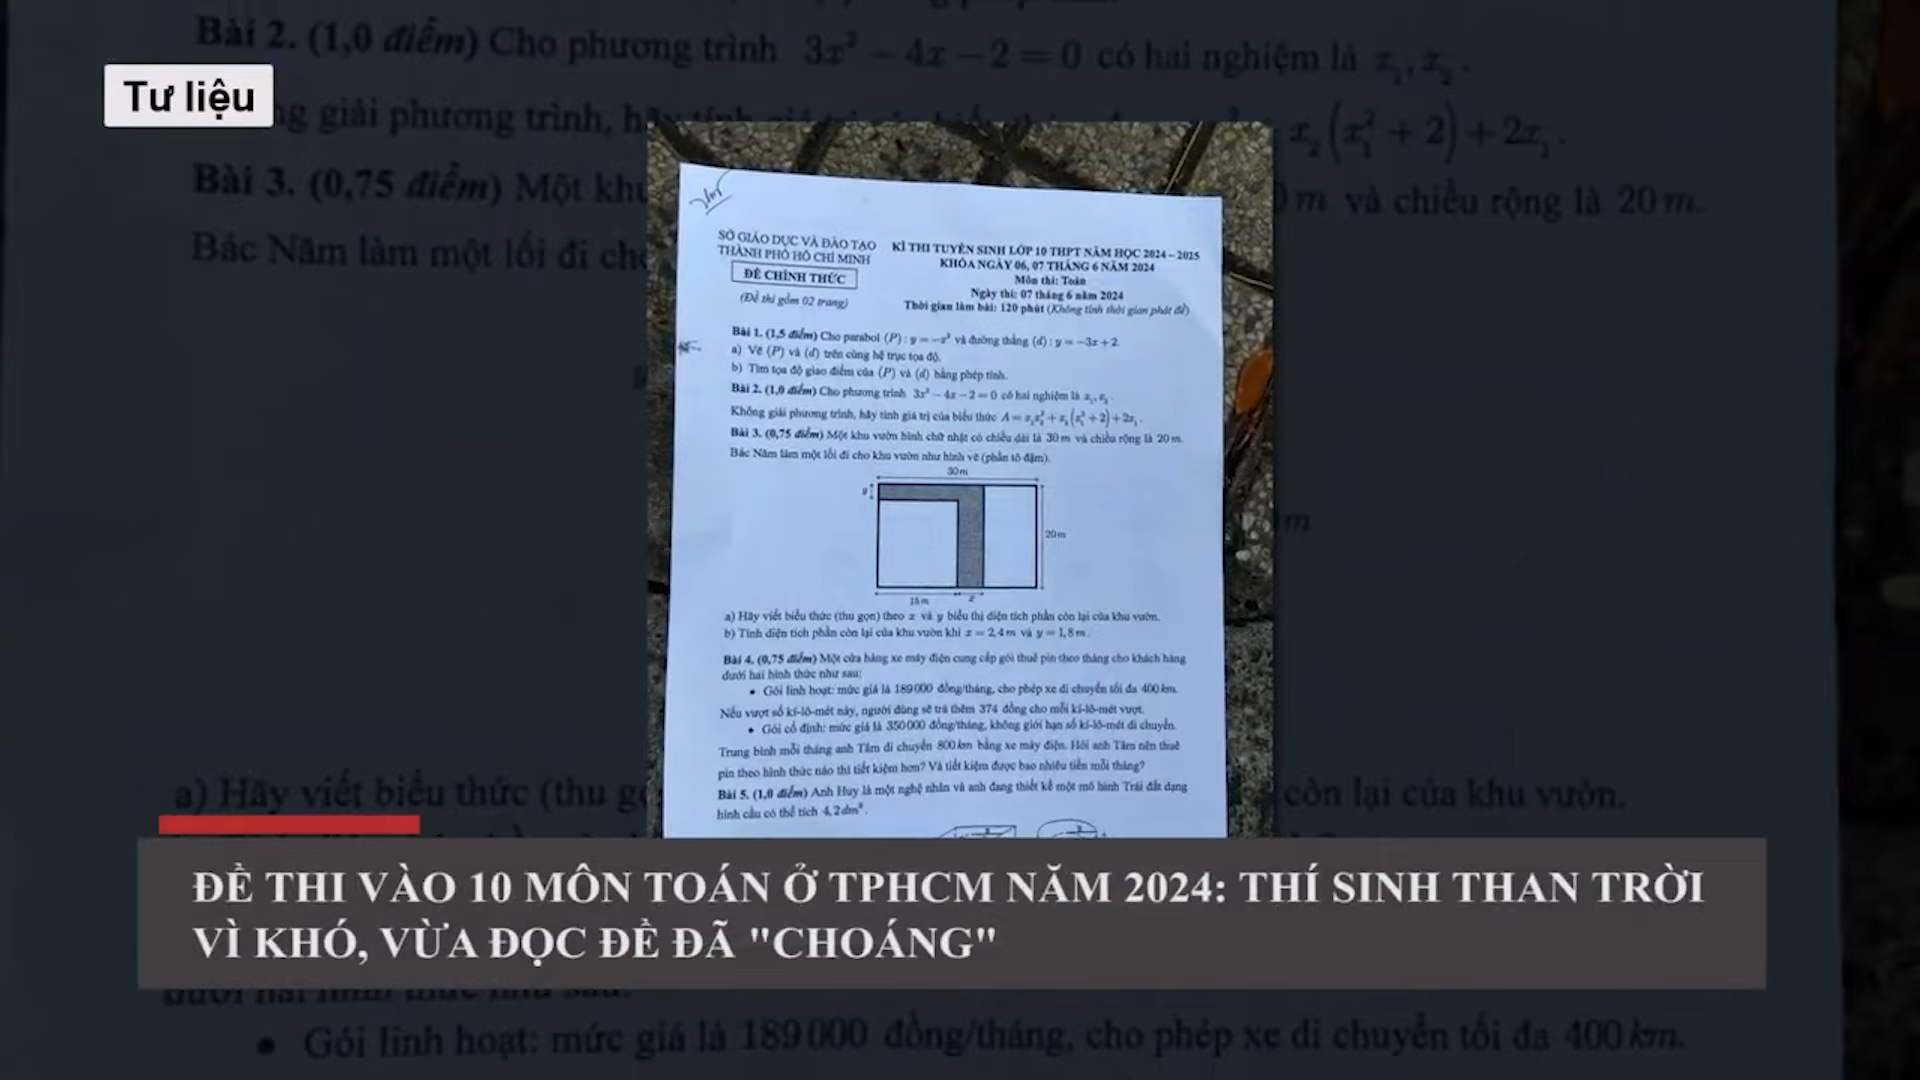 Bài 2. (1,0 điểm) Cho phương trình 3x² − 4x − 2 = 0 có hai nghiệm là x₁, x₂.
Tư liệu
giải phương trình, x₂(x₁² + 2) + 2x₁.
Bài 3. (0,75 điểm) Một m và chiều rộng là 20 m.
Bác Năm làm một lối đi
SỞ GIÁO DỤC VÀ ĐÀO TẠO
THÀNH PHỐ HỒ CHÍ MINH
ĐỀ CHÍNH THỨC
(Đề thi gồm 02 trang)
KÌ THI TUYỂN SINH LỚP 10 THPT NĂM HỌC 2024 – 2025
KHÓA NGÀY 06, 07 THÁNG 6 NĂM 2024
Môn thi: Toán
Ngày thi: 07 tháng 6 năm 2024
Thời gian làm bài: 120 phút (Không tính thời gian phát đề)
Bài 1. (1,5 điểm) Cho parabol (P) : y = −x² và đường thẳng (d) : y = −3x + 2.
a) Vẽ (P) và (d) trên cùng hệ trục tọa độ.
b) Tìm tọa độ giao điểm của (P) và (d) bằng phép tính.
Bài 2. (1,0 điểm) Cho phương trình 3x² − 4x − 2 = 0 có hai nghiệm là x₁, x₂.
Không giải phương trình, hãy tính giá trị của biểu thức A = x₁x₂² + x₂(x₁² + 2) + 2x₁.
Bài 3. (0,75 điểm) Một khu vườn hình chữ nhật có chiều dài là 30 m và chiều rộng là 20 m.
Bác Năm làm một lối đi cho khu vườn như hình vẽ (phần tô đậm).
30 m
y
20 m
15 m x
m
a) Hãy viết biểu thức (thu gọn) theo x và y biểu thị diện tích phần còn lại của khu vườn.
b) Tính diện tích phần còn lại của khu vườn khi x = 2,4 m và y = 1,8 m.
Bài 4. (0,75 điểm) Một cửa hàng xe máy điện cung cấp gói thuê pin theo tháng cho khách hàng
dưới hai hình thức như sau:
• Gói linh hoạt: mức giá là 189 000 đồng/tháng, cho phép xe di chuyển tối đa 400 km.
Nếu vượt số ki-lô-mét này, người dùng sẽ trả thêm 374 đồng cho mỗi ki-lô-mét vượt.
• Gói cố định: mức giá là 350 000 đồng/tháng, không giới hạn số ki-lô-mét di chuyển.
Trung bình mỗi tháng anh Tâm di chuyển 800 km bằng xe máy điện. Hỏi anh Tâm nên thuê
pin theo hình thức nào thì tiết kiệm hơn? Và tiết kiệm được bao nhiêu tiền mỗi tháng?
Bài 5. (1,0 điểm) Anh Huy là một nghệ nhân và anh đang thiết kế một mô hình Trái đất dạng
hình cầu có thể tích 4,2 dm³.
a) Hãy viết biểu thức (thu còn lại của khu vườn.
ĐỀ THI VÀO 10 MÔN TOÁN Ở TPHCM NĂM 2024: THÍ SINH THAN TRỜI
VÌ KHÓ, VỪA ĐỌC ĐỀ ĐÃ "CHOÁNG"
• Gói linh hoạt: mức giá là 189 000 đồng/tháng, cho phép xe di chuyển tối đa 400 km.